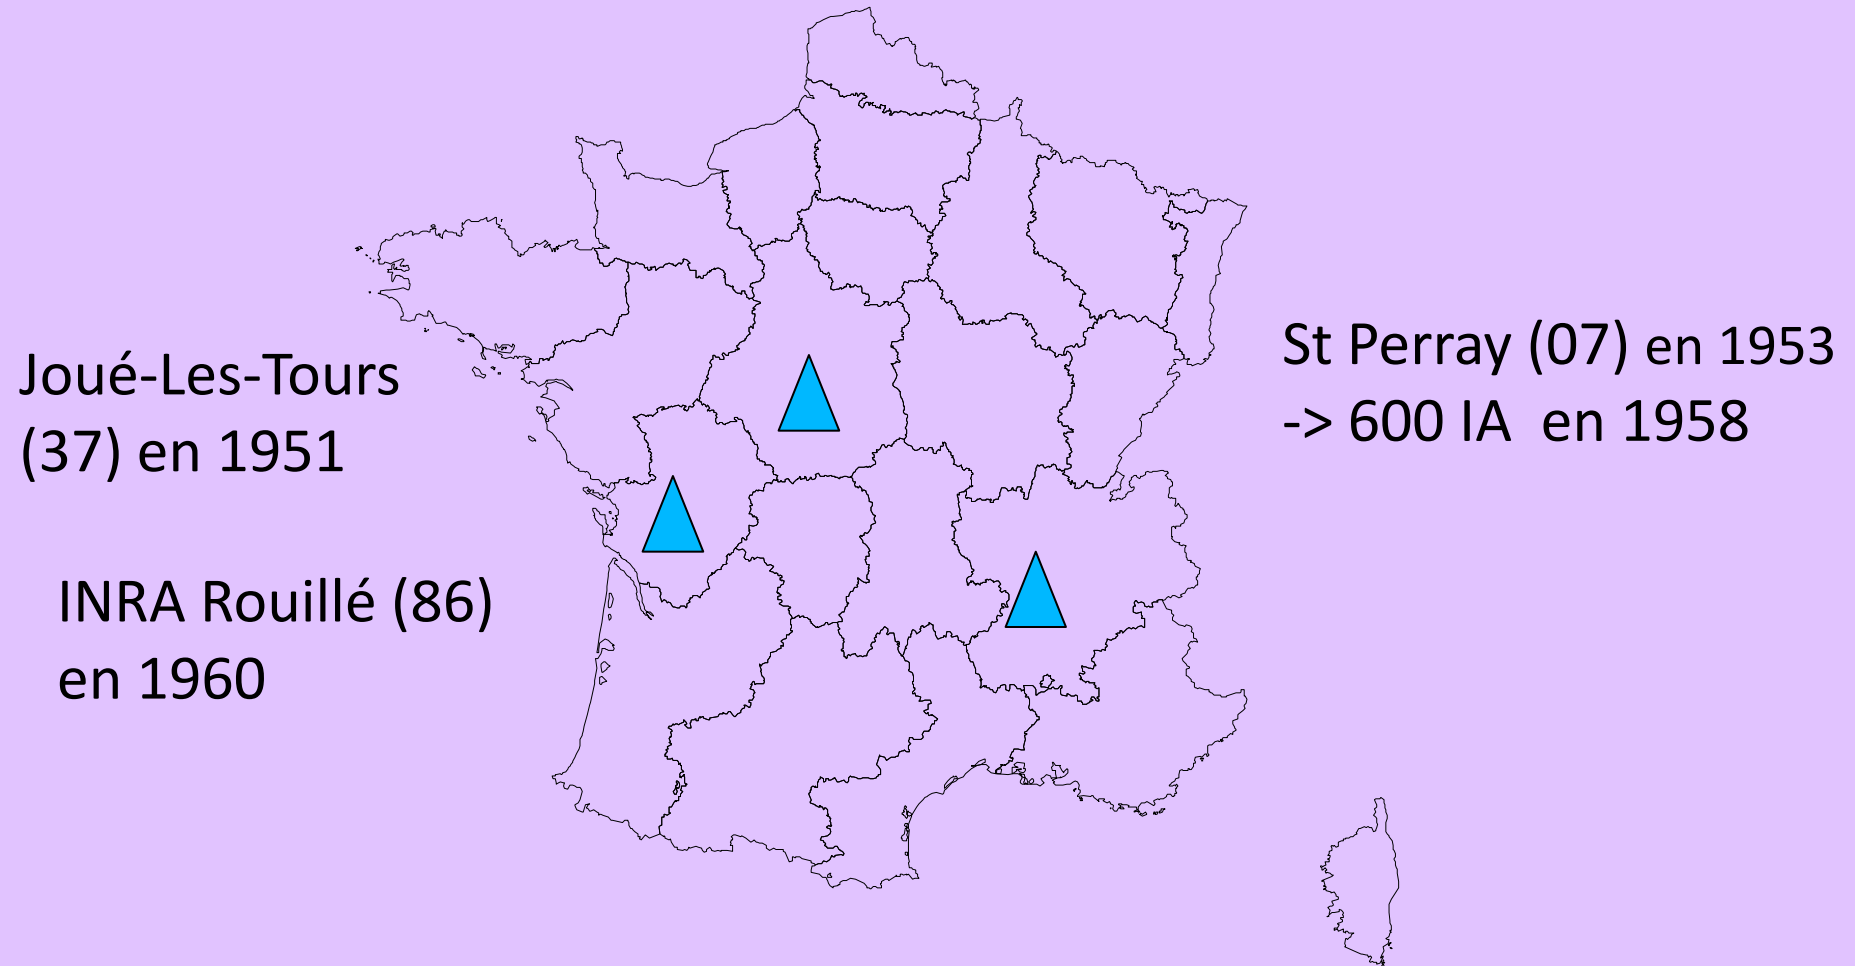 Joué-Les-Tours
(37) en 1951
INRA Rouillé (86)
en 1960
St Perray (07) en 1953
-> 600 IA en 1958